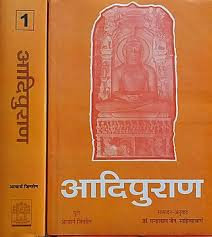 1
आदिपुराण
आचार्य जिनसेन
आदिपुराण
आचार्य जिनसेन
डॉ. पन्नालाल जैन, साहित्याचार्य